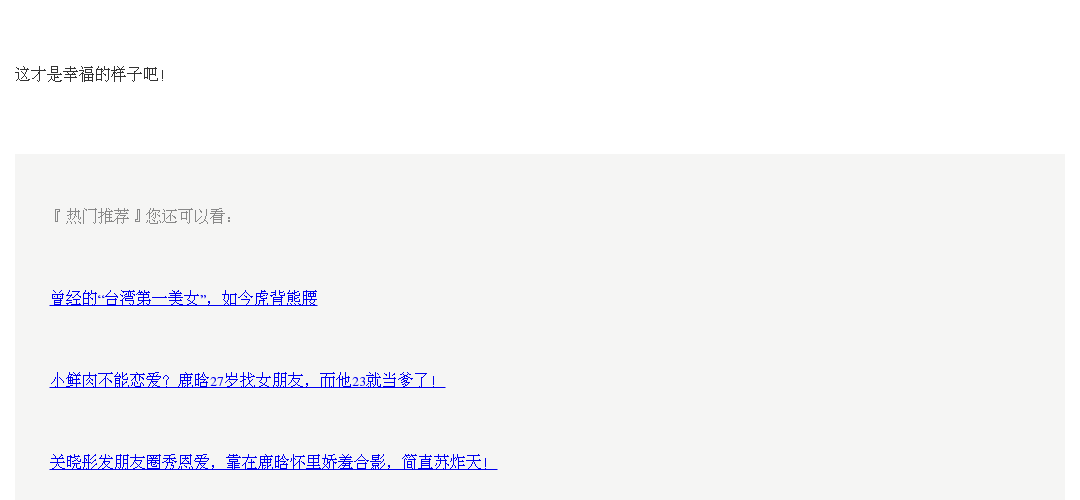 这才是幸福的样子吧！
『热门推荐』您还可以看：
曾经的“台湾第一美女”，如今虎背熊腰
小鲜肉不能恋爱？鹿晗27岁找女朋友，而他23就当爹了！
关晓彤发朋友圈秀恩爱，靠在鹿晗怀里娇羞合影，简直苏炸天！